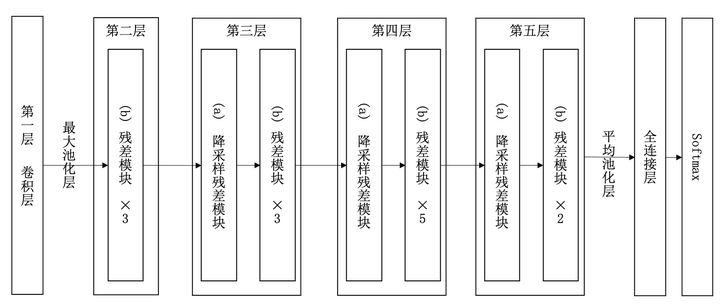 第一层 卷积层
最大池化层
第二层
(b) 残差模块 ×3
第三层
(a) 降采样残差模块
(b) 残差模块 ×3
第四层
(a) 降采样残差模块
(b) 残差模块 ×5
第五层
(a) 降采样残差模块
(b) 残差模块 ×2
平均池化层
全连接层
Softmax